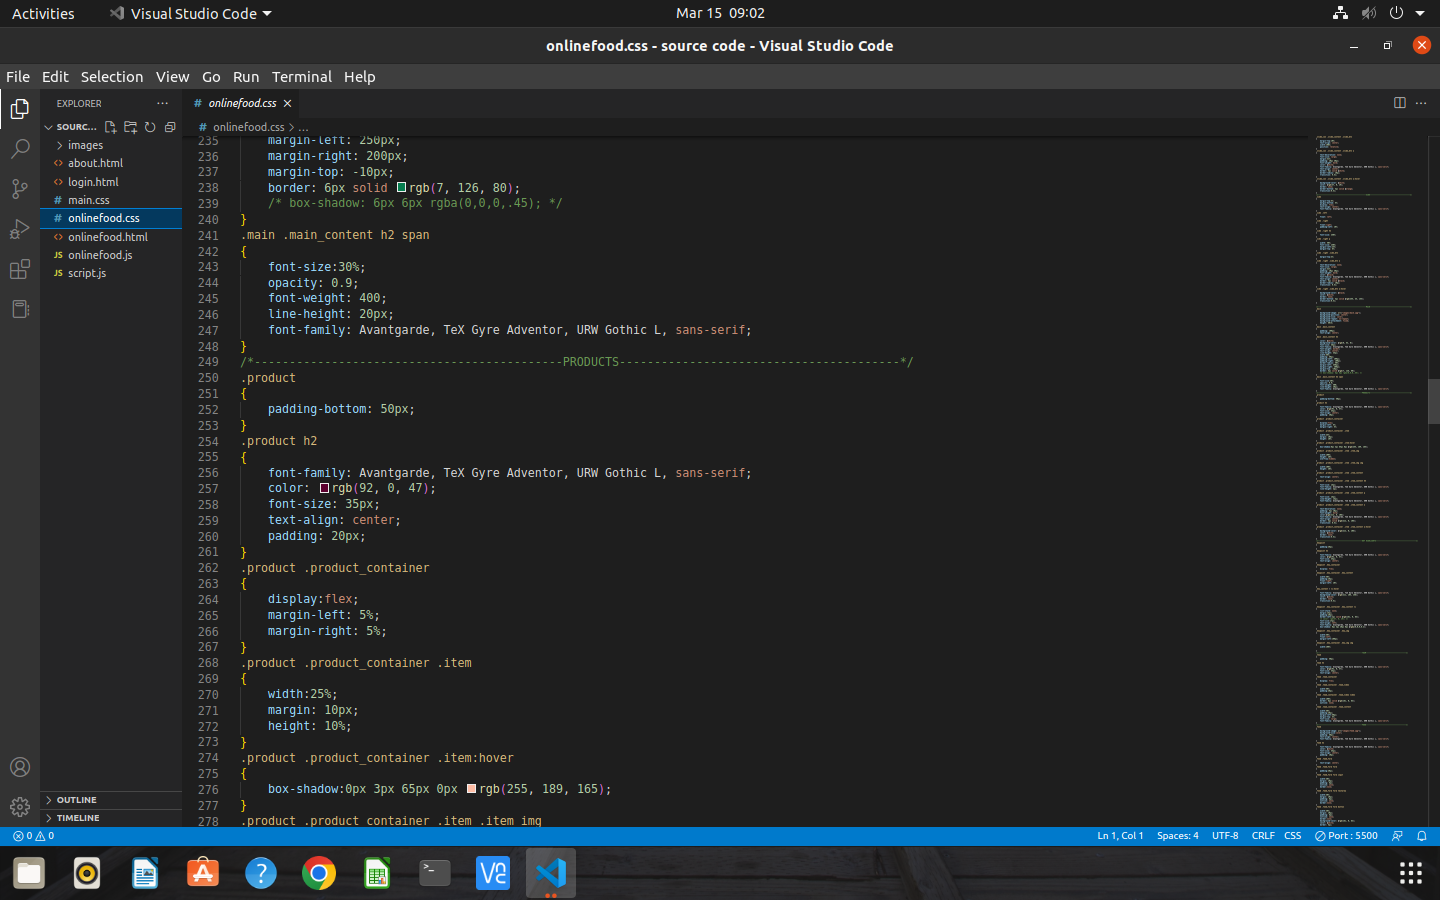 Activities
Visual Studio Code
Mar 15 09:02
onlinefood.css - source code - Visual Studio Code
File Edit Selection View Go Run Terminal Help
EXPLORER
SOURC...
images
about.html
login.html
main.css
onlinefood.css
onlinefood.html
onlinefood.js
script.js
OUTLINE
TIMELINE
# onlinefood.css
# onlinefood.css > ...
235 margin-left: 250px;
236 margin-right: 200px;
237 margin-top: -10px;
238 border: 6px solid rgb(7, 126, 80);
239 /* box-shadow: 6px 6px rgba(0,0,0,.45); */
240 }
241 .main .main_content h2 span
242 {
243 font-size:30%;
244 opacity: 0.9;
245 font-weight: 400;
246 line-height: 20px;
247 font-family: Avantgarde, TeX Gyre Adventor, URW Gothic L, sans-serif;
248 }
249 /*--------------------------------------------PRODUCTS----------------------------------------*/
250 .product
251 {
252 padding-bottom: 50px;
253 }
254 .product h2
255 {
256 font-family: Avantgarde, TeX Gyre Adventor, URW Gothic L, sans-serif;
257 color: rgb(92, 0, 47);
258 font-size: 35px;
259 text-align: center;
260 padding: 20px;
261 }
262 .product .product_container
263 {
264 display:flex;
265 margin-left: 5%;
266 margin-right: 5%;
267 }
268 .product .product_container .item
269 {
270 width:25%;
271 margin: 10px;
272 height: 10%;
273 }
274 .product .product_container .item:hover
275 {
276 box-shadow:0px 3px 65px 0px rgb(255, 189, 165);
277 }
278 .product .product_container .item .item_img
0 0
Ln 1, Col 1 Spaces: 4 UTF-8 CRLF CSS Port : 5500